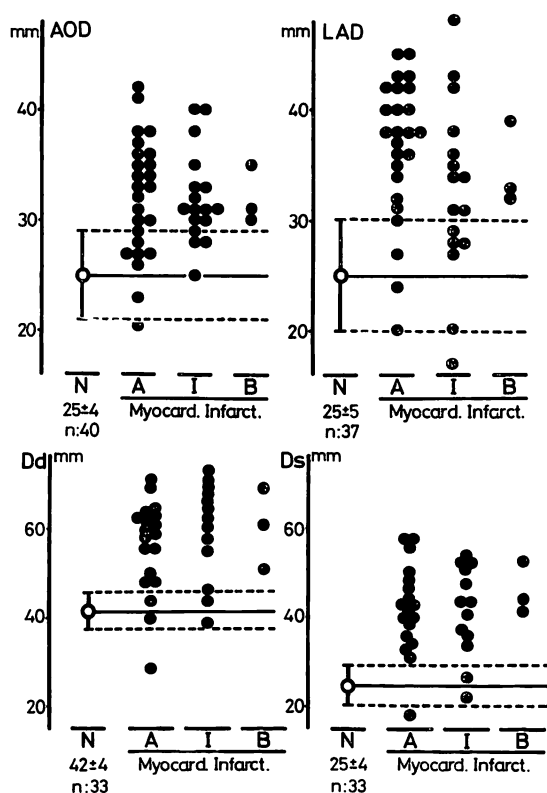 mm AOD
40
30
20
N A I B
25±4 Myocard. Infarct.
n:40
mm LAD
40
30
20
N A I B
25±5 Myocard. Infarct.
n:37
Dd mm
60
40
20
N A I B
42±4 Myocard. Infarct.
n:33
Ds mm
60
40
20
N A I B
25±4 Myocard. Infarct.
n:33